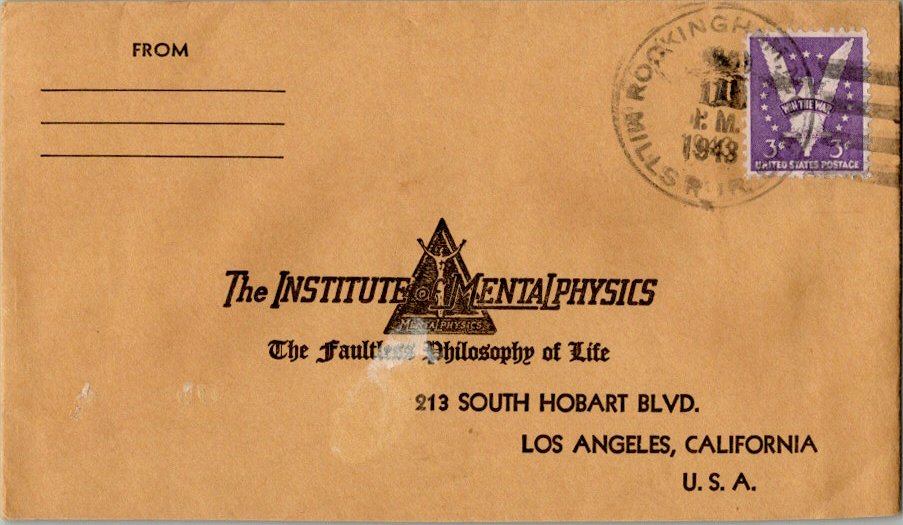 FROM
ROCKINGHAM
P. M.
1943
WIN THE WAR
3¢ 3¢
UNITED STATES POSTAGE
The INSTITUTE of MENTALPHYSICS
MENTALPHYSICS
The Faultless Philosophy of Life
213 SOUTH HOBART BLVD.
LOS ANGELES, CALIFORNIA
U. S. A.